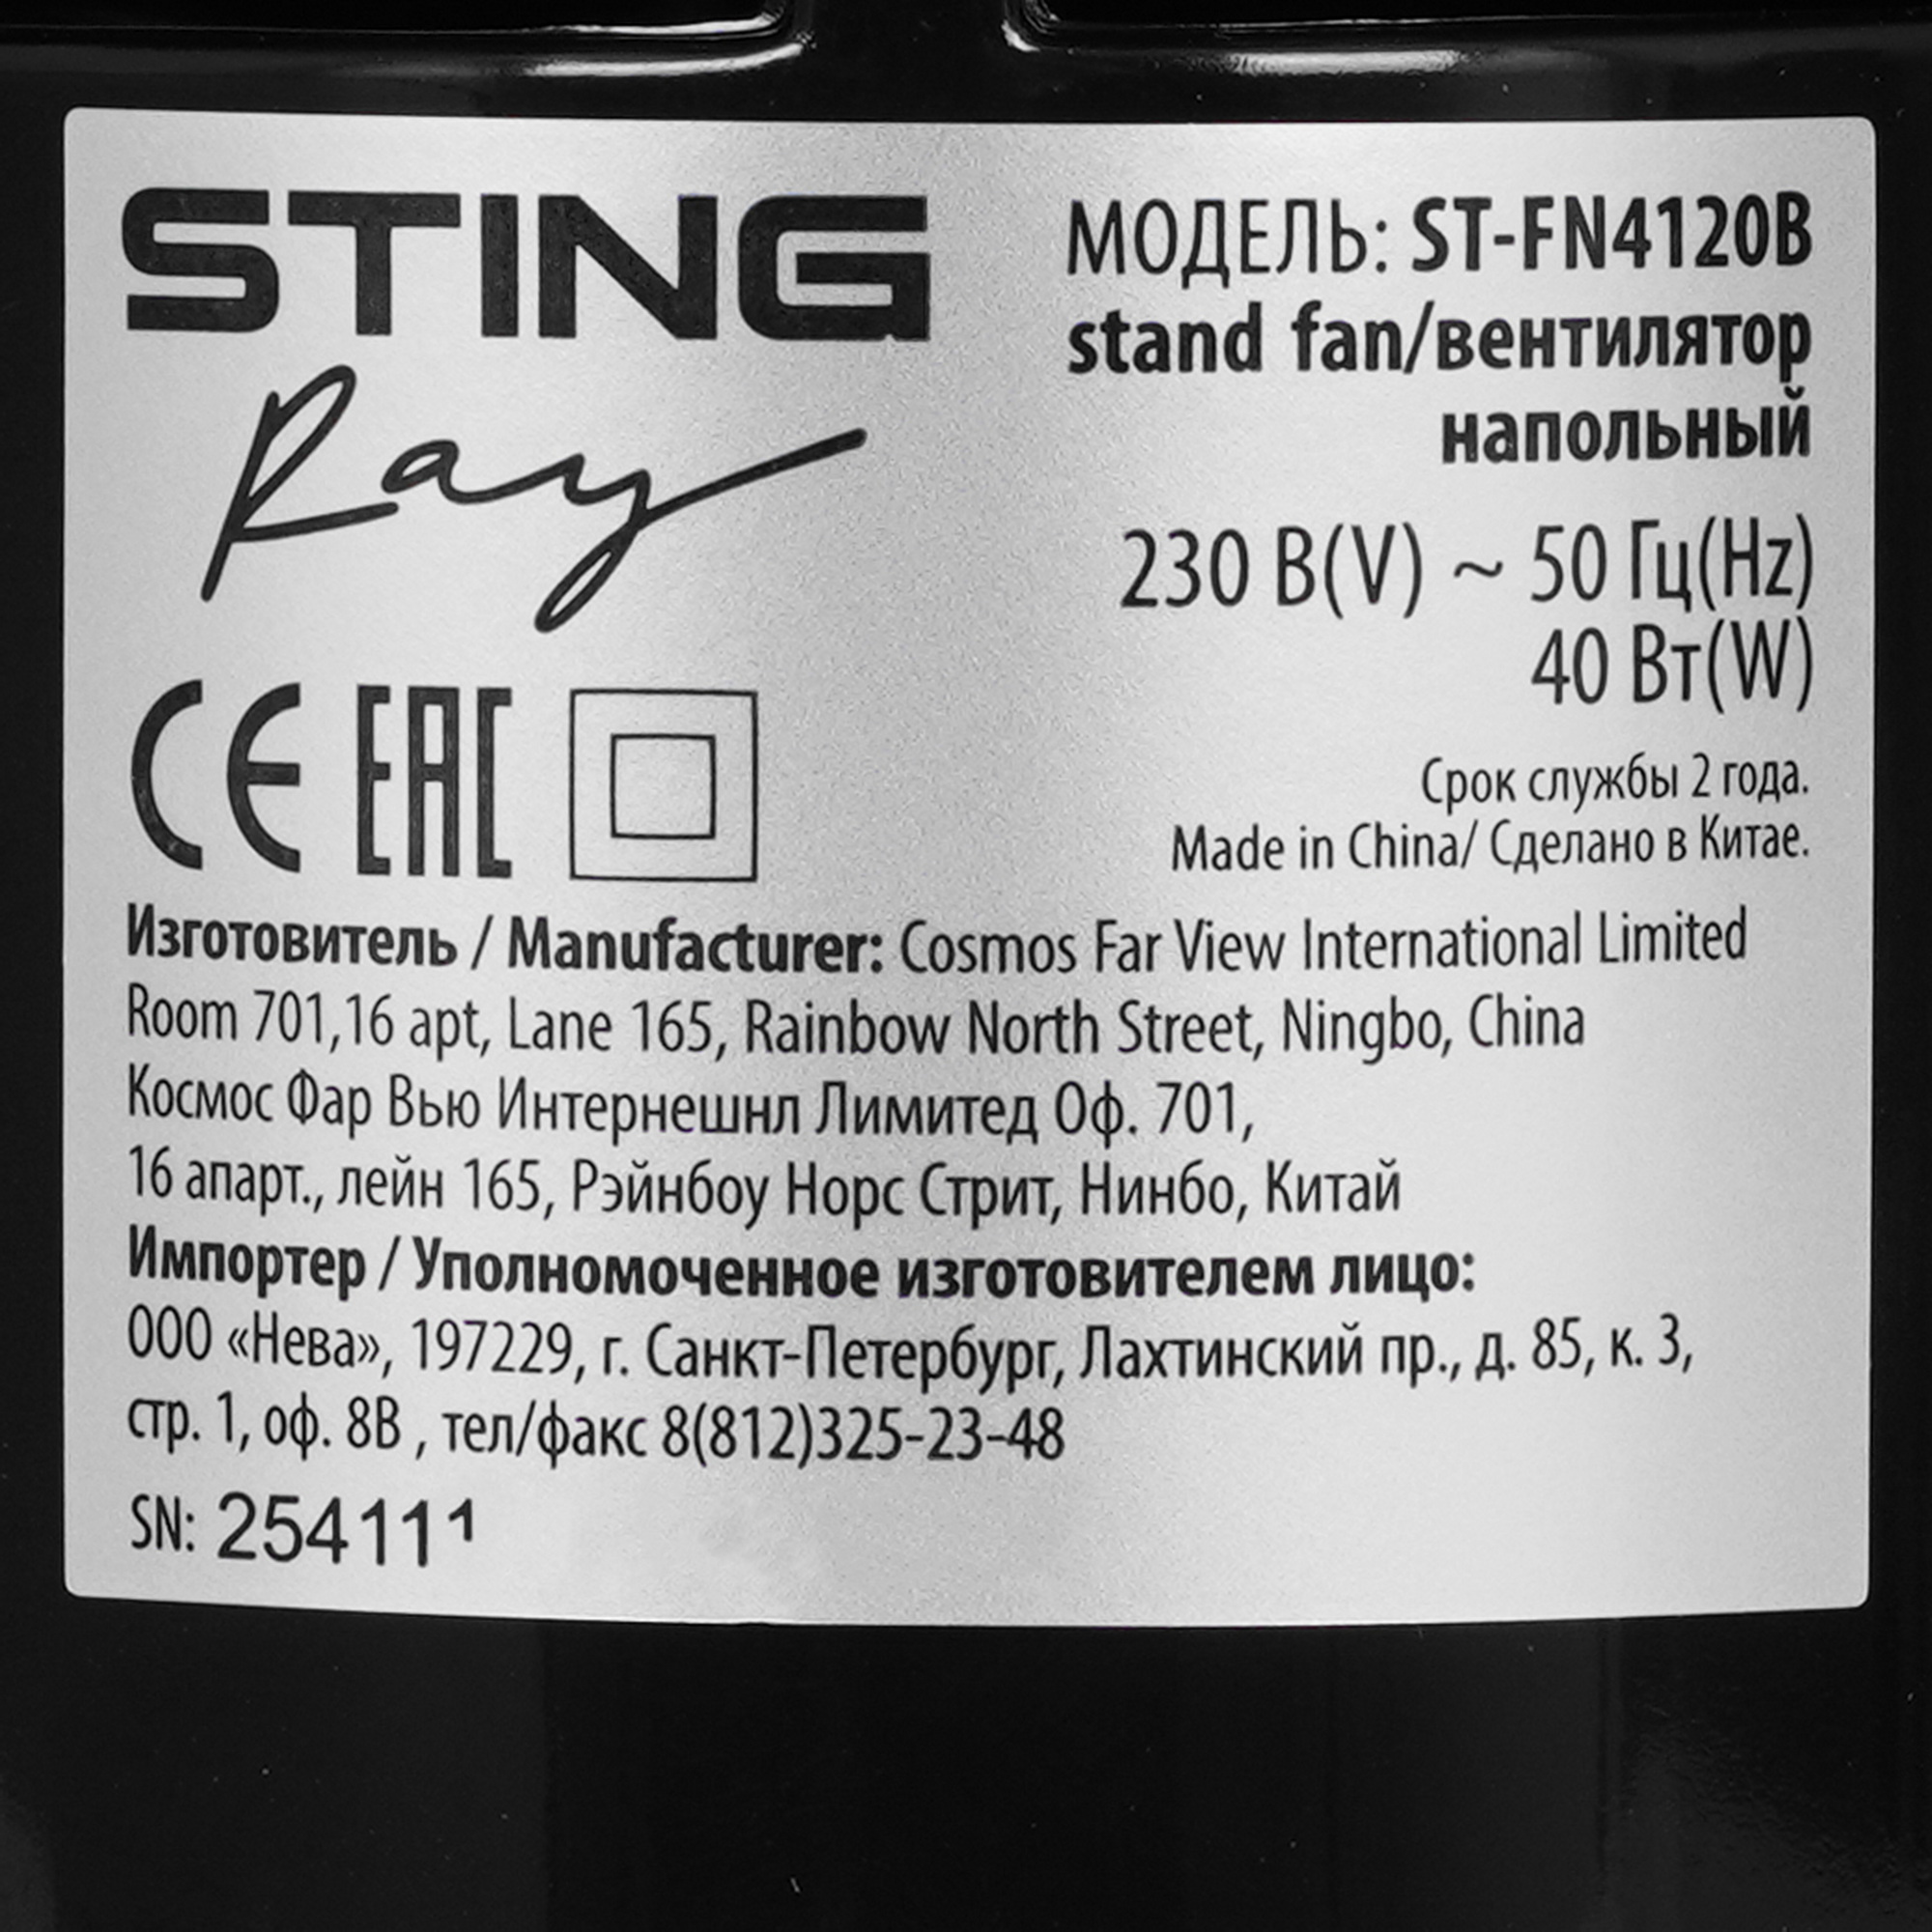 STING
Ray
МОДЕЛЬ: ST-FN4120B
stand fan/вентилятор
напольный
230 В(V) ~ 50 Гц(Hz)
40 Вт(W)
Срок службы 2 года.
Made in China/ Сделано в Китае.
CE EAC
Изготовитель / Manufacturer: Cosmos Far View International Limited
Room 701,16 apt, Lane 165, Rainbow North Street, Ningbo, China
Космос Фар Вью Интернешнл Лимитед Оф. 701,
16 апарт., лейн 165, Рэйнбоу Норс Стрит, Нинбо, Китай
Импортер / Уполномоченное изготовителем лицо:
ООО «Нева», 197229, г. Санкт-Петербург, Лахтинский пр., д. 85, к. 3,
стр. 1, оф. 8В , тел/факс 8(812)325-23-48
SN: 254111